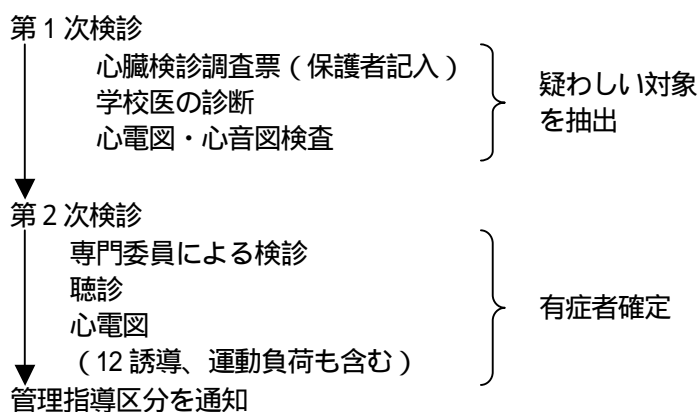 第1次検診
心臓検診調査票(保護者記入)
学校医の診断
心電図・心音図検査
疑わしい対象
を抽出
第2次検診
専門委員による検診
聴診
心電図
(12誘導、運動負荷も含む)
有症者確定
管理指導区分を通知